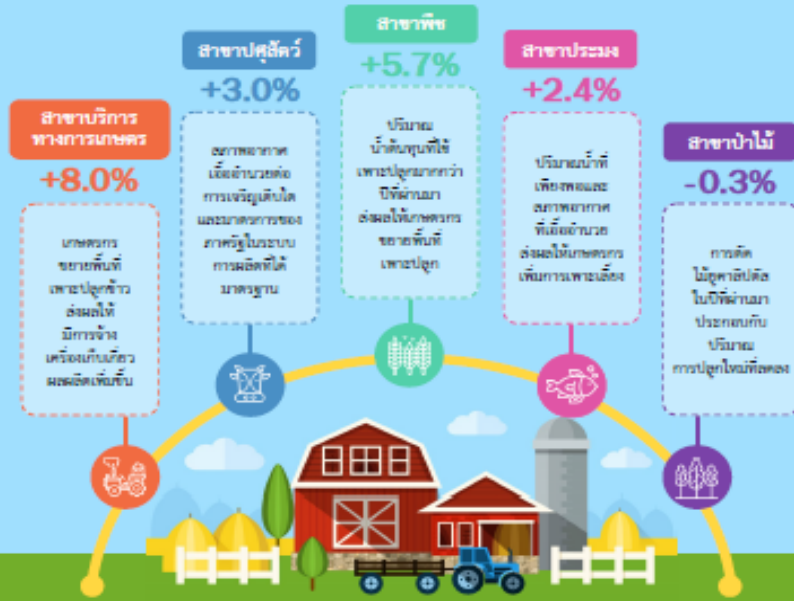 สาขาบริการ
ทางการเกษตร
+8.0%
เกษตรกร
ขยายพื้นที่
เพาะปลูกข้าว
ส่งผลให้
มีการจ้าง
เครื่องเก็บเกี่ยว
ผลผลิตเพิ่มขึ้น
สาขาปศุสัตว์
+3.0%
สภาพอากาศ
เอื้ออำนวยต่อ
การเจริญเติบโต
และมาตรการของ
ภาครัฐในระบบ
การผลิตที่ได้
มาตรฐาน
สาขาพืช
+5.7%
ปริมาณ
น้ำต้นทุนที่ใช้
เพาะปลูกมากกว่า
ปีที่ผ่านมา
ส่งผลให้เกษตรกร
ขยายพื้นที่
เพาะปลูก
สาขาประมง
+2.4%
ปริมาณน้ำที่
เพียงพอและ
สภาพอากาศ
ที่เอื้ออำนวย
ส่งผลให้เกษตรกร
เพิ่มการเพาะเลี้ยง
สาขาป่าไม้
-0.3%
การตัด
ไม้ยูคาลิปตัส
ในปีที่ผ่านมา
ประกอบกับ
ปริมาณ
การปลูกใหม่ที่ลดลง